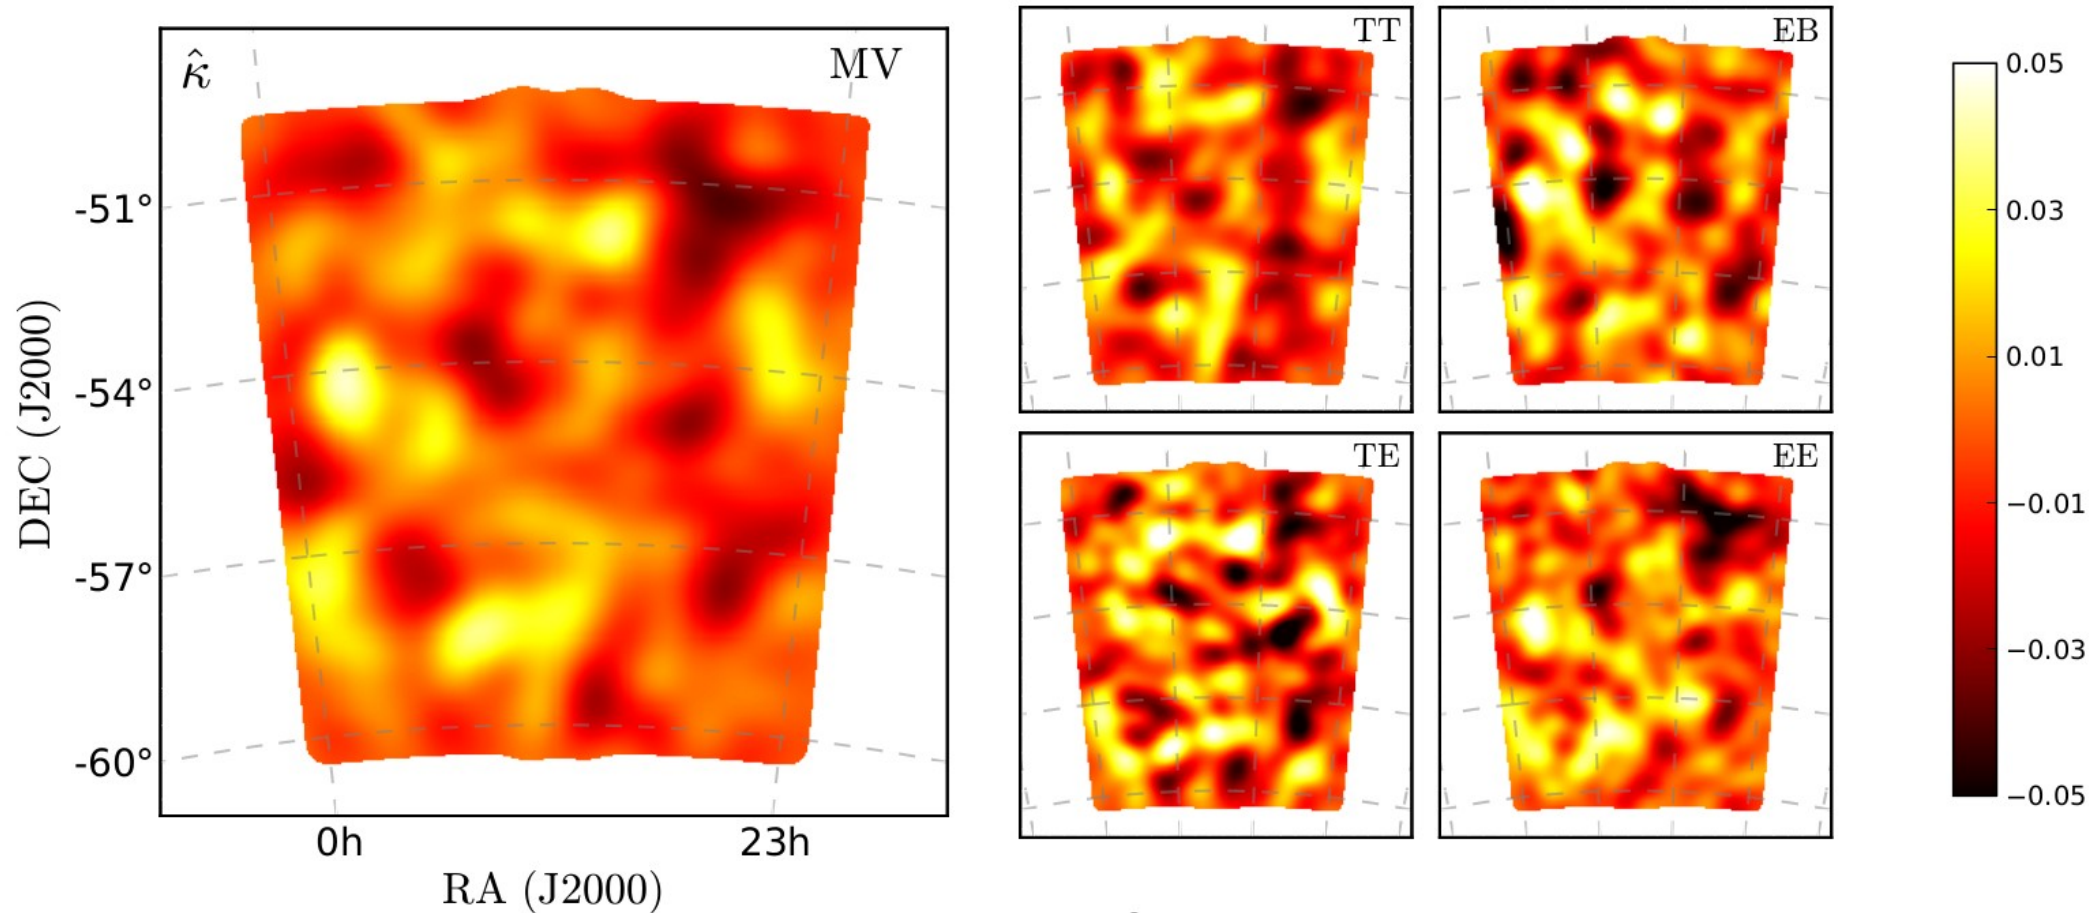 κ̂
MV
-51°
-54°
-57°
-60°
DEC (J2000)
0h
23h
RA (J2000)
TT
EB
TE
EE
0.05
0.03
0.01
−0.01
−0.03
−0.05